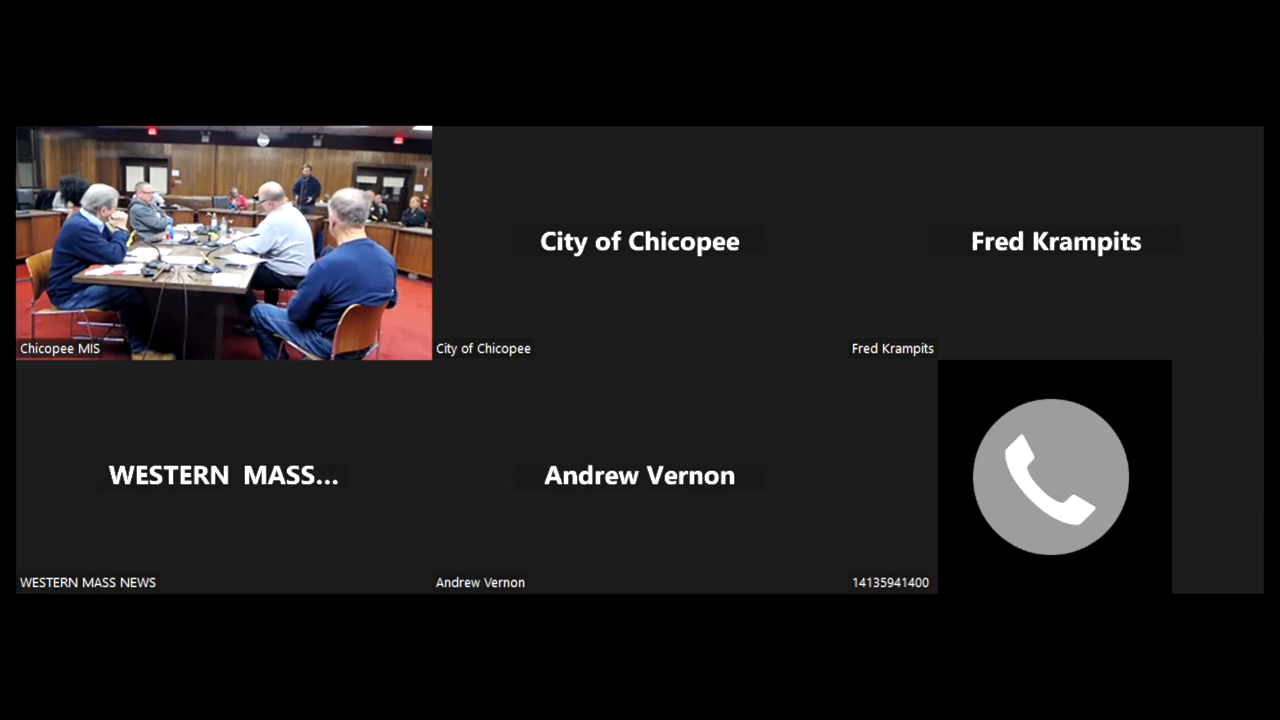 Chicopee MIS
City of Chicopee
City of Chicopee
Fred Krampits
Fred Krampits
WESTERN MASS...
WESTERN MASS NEWS
Andrew Vernon
Andrew Vernon
14135941400